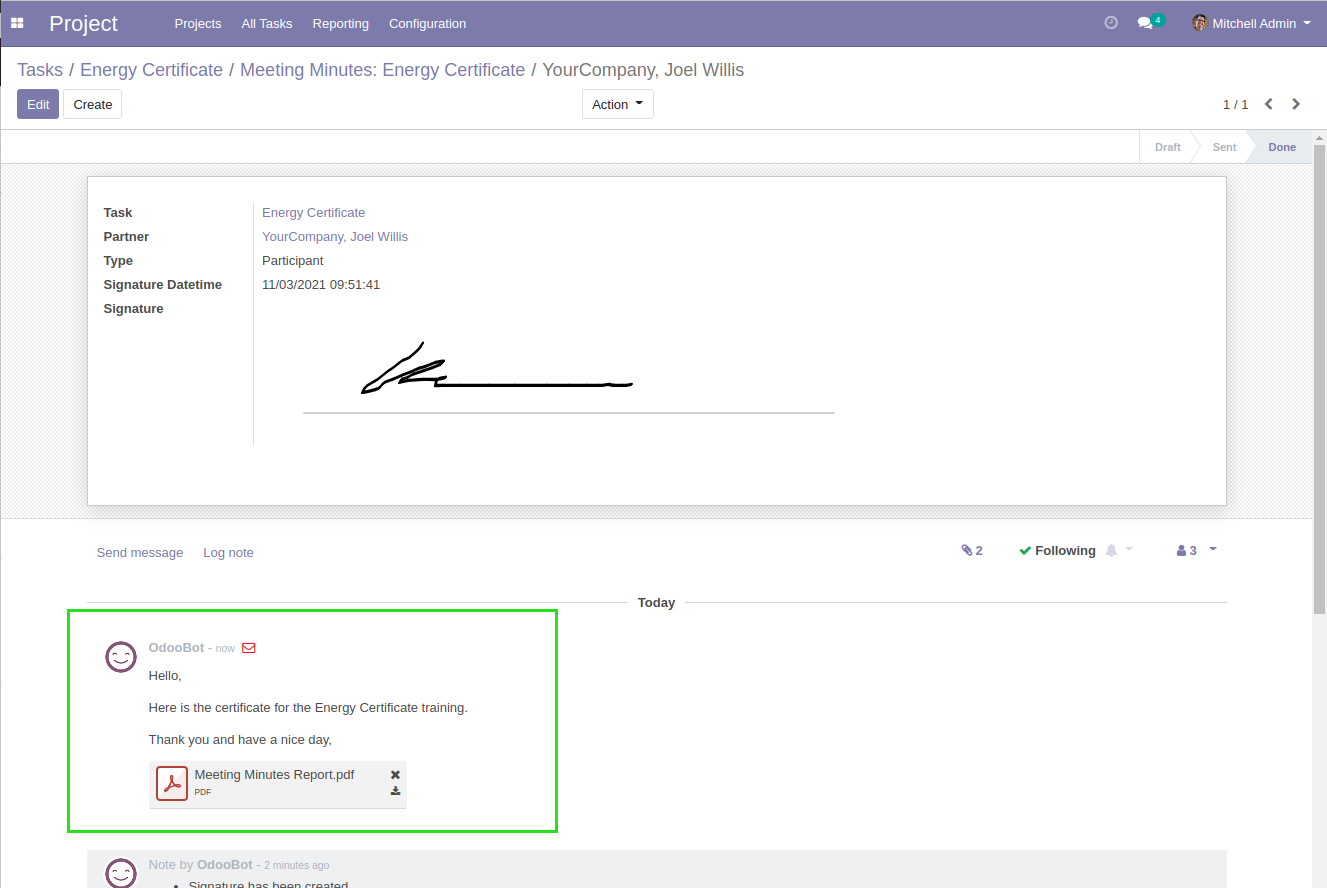 Project Projects All Tasks Reporting Configuration 4 Mitchell Admin
Tasks / Energy Certificate / Meeting Minutes: Energy Certificate / YourCompany, Joel Willis
Edit Create Action 1 / 1
Draft Sent Done
Task Energy Certificate
Partner YourCompany, Joel Willis
Type Participant
Signature Datetime 11/03/2021 09:51:41
Signature
Send message Log note 2 Following 3
Today
OdooBot - now
Hello,
Here is the certificate for the Energy Certificate training.
Thank you and have a nice day,
Meeting Minutes Report.pdf
PDF
Note by OdooBot - 2 minutes ago
• Signature has been created